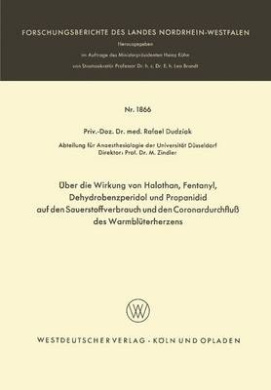 FORSCHUNGSBERICHTE DES LANDES NORDRHEIN-WESTFALEN
Herausgegeben
im Auftrage des Ministerpräsidenten Heinz Kühn
von Staatssekretär Professor Dr. h. c. Dr. E. h. Leo Brandt
Nr. 1866
Priv.-Doz. Dr. med. Rafael Dudziak
Abteilung für Anaesthesiologie der Universität Düsseldorf
Direktor: Prof. Dr. M. Zindler
Über die Wirkung von Halothan, Fentanyl,
Dehydrobenzperidol und Propanidid
auf den Sauerstoffverbrauch und den Coronardurchfluß
des Warmblüterherzens
WESTDEUTSCHER VERLAG · KÖLN UND OPLADEN